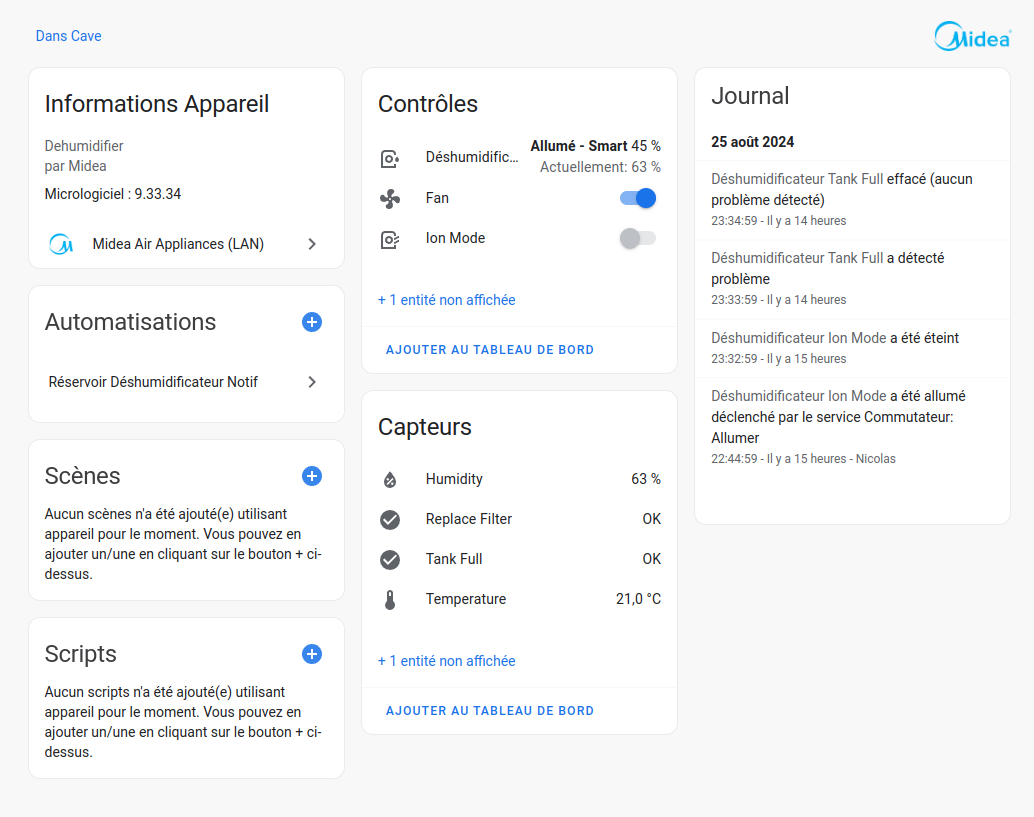 Dans Cave
Midea
Informations Appareil
Dehumidifier
par Midea
Micrologiciel : 9.33.34
Midea Air Appliances (LAN)
Automatisations
Réservoir Déshumidificateur Notif
Scènes
Aucun scènes n'a été ajouté(e) utilisant
appareil pour le moment. Vous pouvez en
ajouter un/une en cliquant sur le bouton + ci-
dessus.
Scripts
Aucun scripts n'a été ajouté(e) utilisant
appareil pour le moment. Vous pouvez en
ajouter un/une en cliquant sur le bouton + ci-
dessus.
Contrôles
Déshumidific... Allumé - Smart 45 %
Actuellement: 63 %
Fan
Ion Mode
+ 1 entité non affichée
AJOUTER AU TABLEAU DE BORD
Capteurs
Humidity 63 %
Replace Filter OK
Tank Full OK
Temperature 21,0 °C
+ 1 entité non affichée
AJOUTER AU TABLEAU DE BORD
Journal
25 août 2024
Déshumidificateur Tank Full effacé (aucun
problème détecté)
23:34:59 - Il y a 14 heures
Déshumidificateur Tank Full a détecté
problème
23:33:59 - Il y a 14 heures
Déshumidificateur Ion Mode a été éteint
23:32:59 - Il y a 15 heures
Déshumidificateur Ion Mode a été allumé
déclenché par le service Commutateur:
Allumer
22:44:59 - Il y a 15 heures - Nicolas